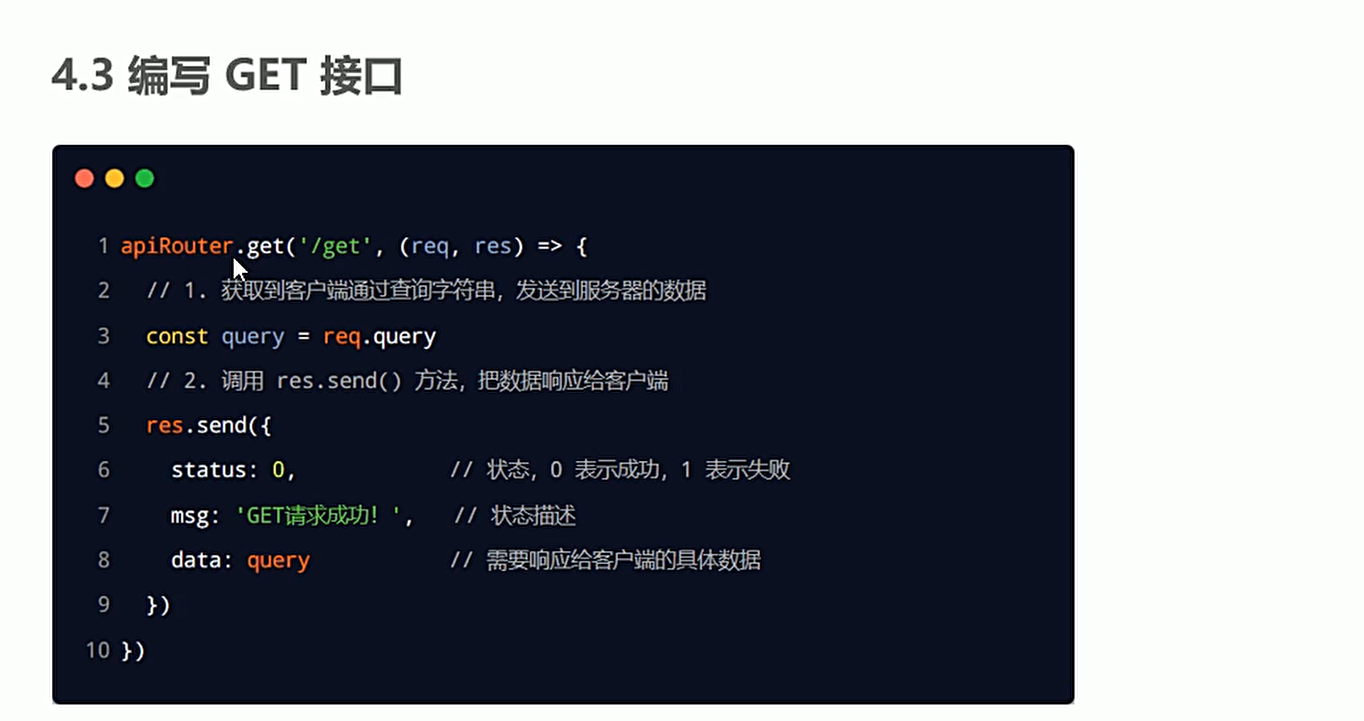 4.3 编写 GET 接口
1 apiRouter.get('/get', (req, res) => {
2 // 1. 获取到客户端通过查询字符串，发送到服务器的数据
3 const query = req.query
4 // 2. 调用 res.send() 方法，把数据响应给客户端
5 res.send({
6 status: 0, // 状态，0 表示成功，1 表示失败
7 msg: 'GET请求成功！', // 状态描述
8 data: query // 需要响应给客户端的具体数据
9 })
10 })